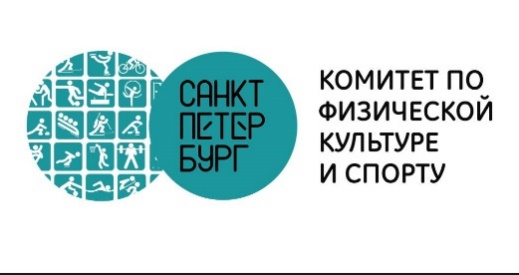 САНКТ
ПЕТЕР
БУРГ
КОМИТЕТ ПО
ФИЗИЧЕСКОЙ
КУЛЬТУРЕ
И СПОРТУ